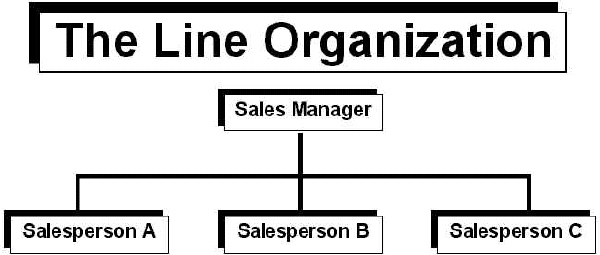 The Line Organization
Sales Manager
Salesperson A
Salesperson B
Salesperson C